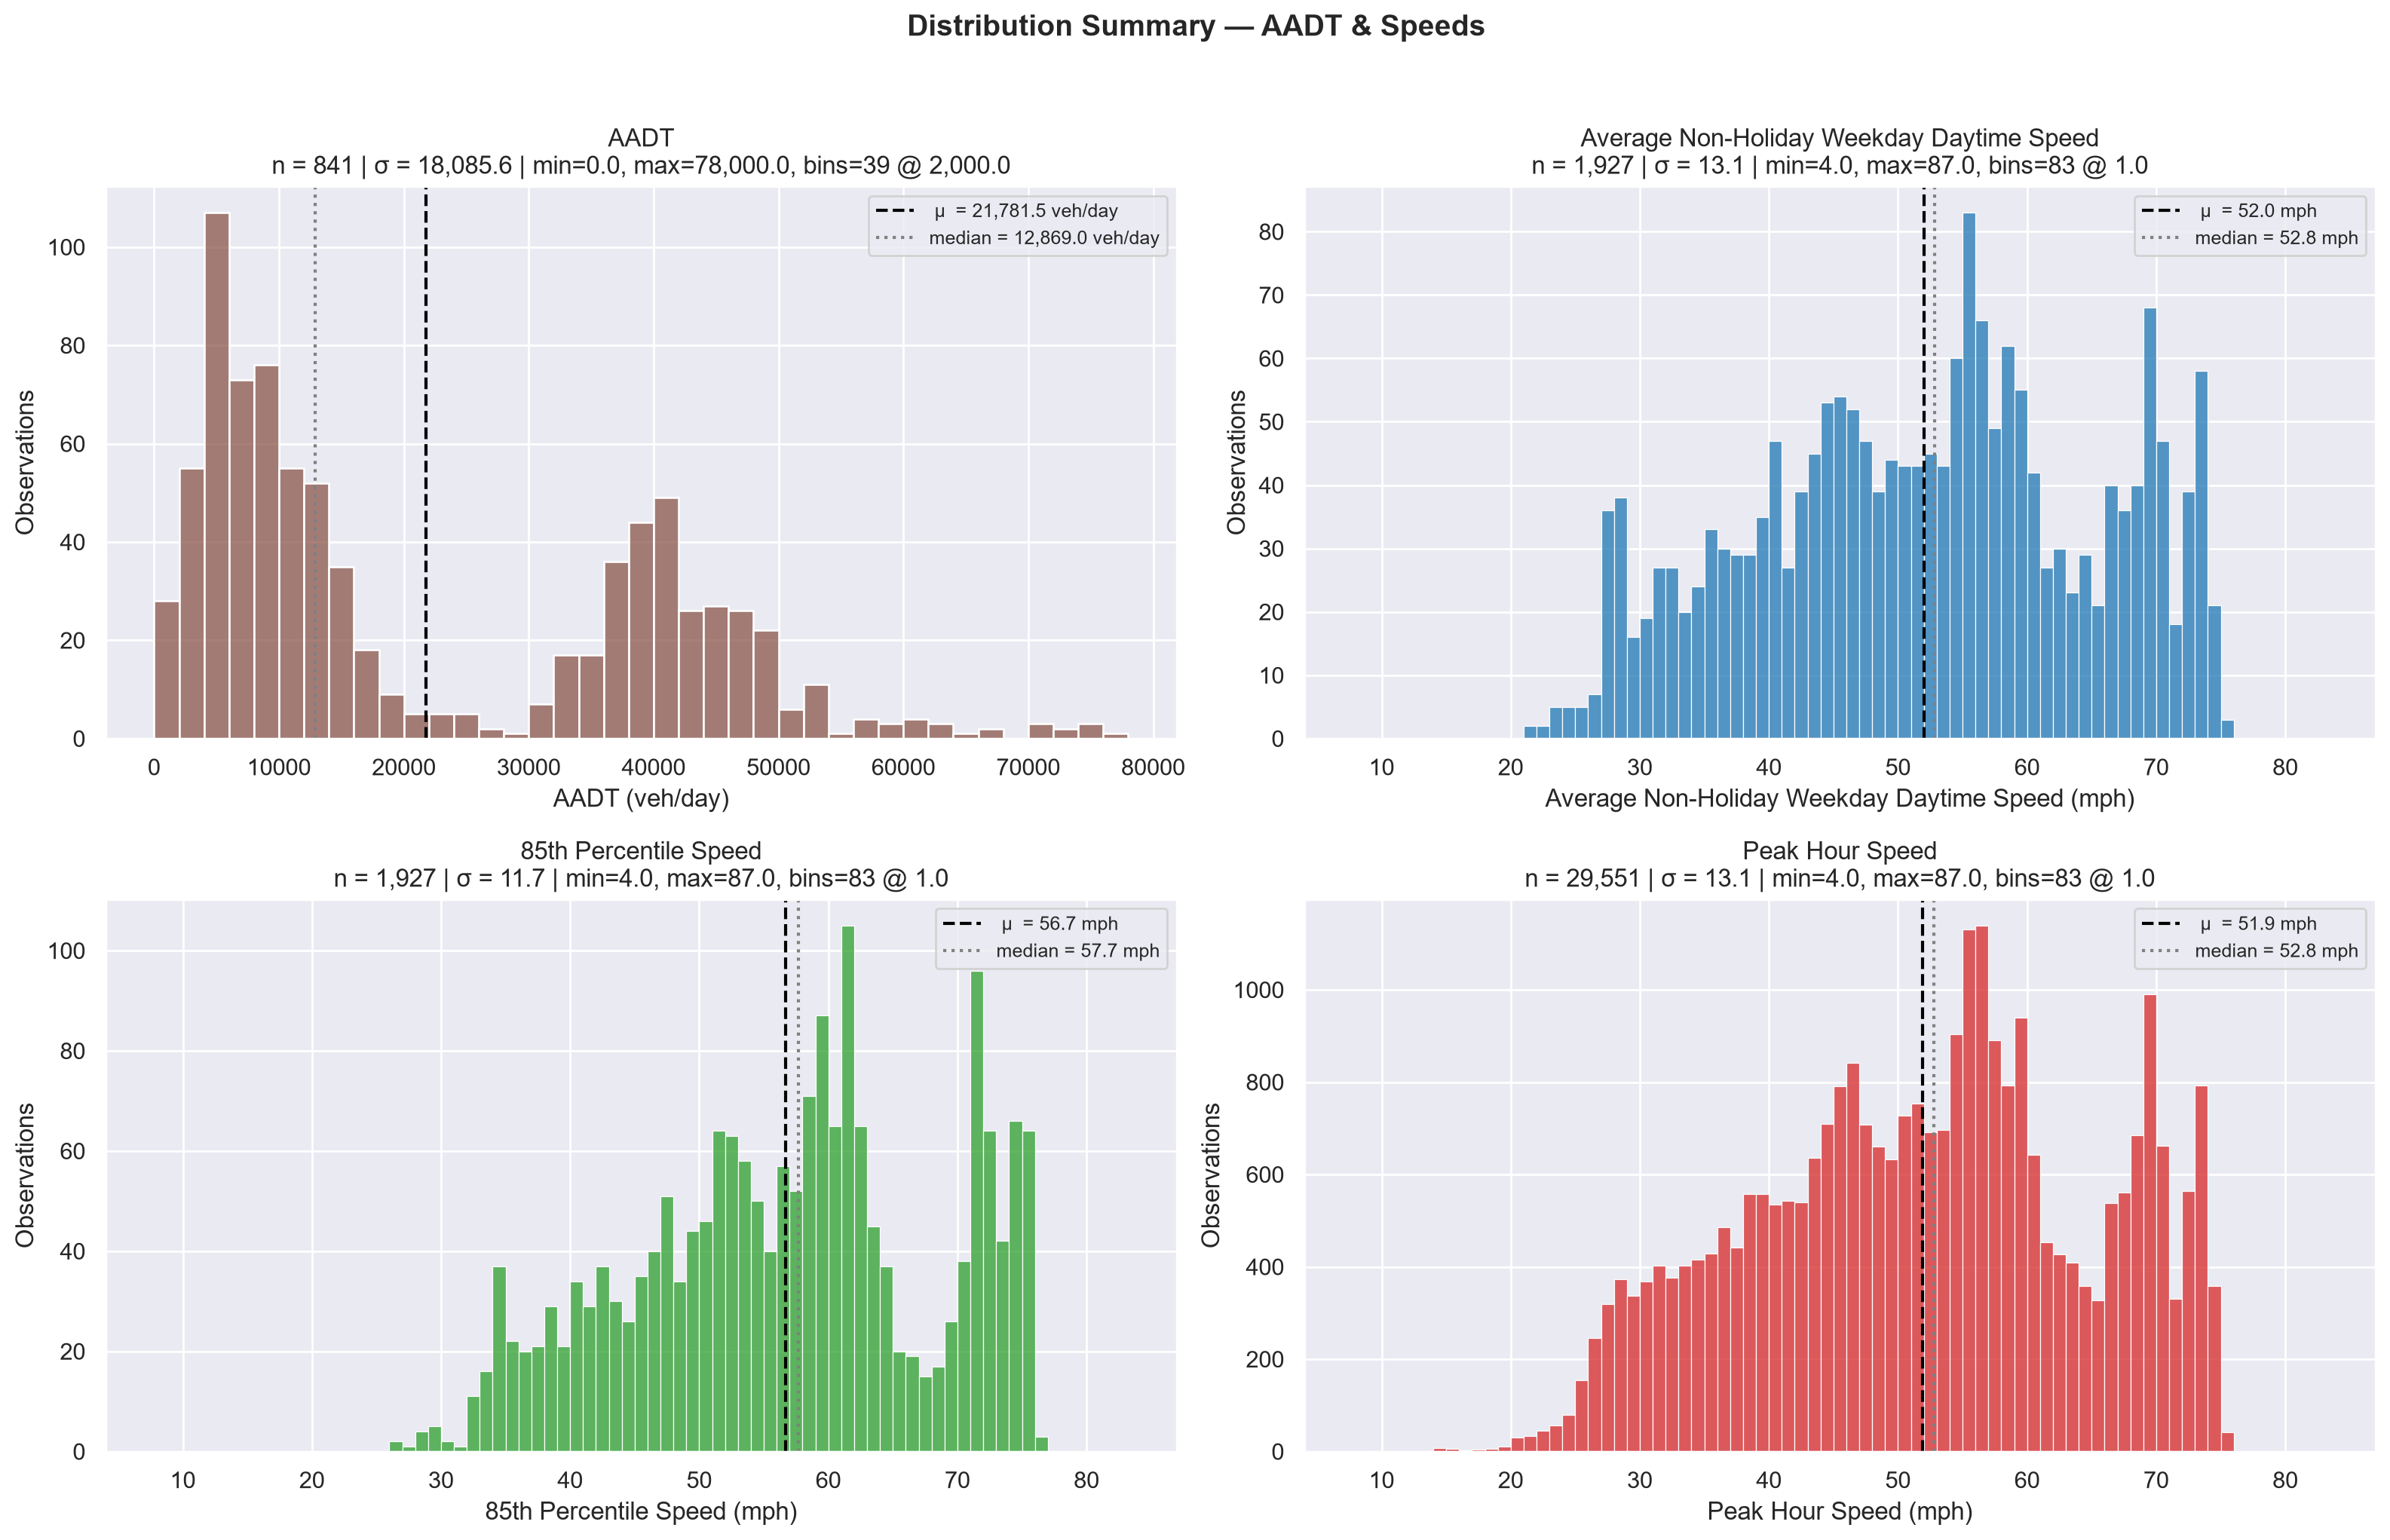 Distribution Summary — AADT & Speeds
AADT
n = 841 | σ = 18,085.6 | min=0.0, max=78,000.0, bins=39 @ 2,000.0
μ = 21,781.5 veh/day
median = 12,869.0 veh/day
Observations
100
80
60
40
20
0
0 10000 20000 30000 40000 50000 60000 70000 80000
AADT (veh/day)
Average Non-Holiday Weekday Daytime Speed
n = 1,927 | σ = 13.1 | min=4.0, max=87.0, bins=83 @ 1.0
μ = 52.0 mph
median = 52.8 mph
Observations
80
70
60
50
40
30
20
10
0
10 20 30 40 50 60 70 80
Average Non-Holiday Weekday Daytime Speed (mph)
85th Percentile Speed
n = 1,927 | σ = 11.7 | min=4.0, max=87.0, bins=83 @ 1.0
μ = 56.7 mph
median = 57.7 mph
Observations
100
80
60
40
20
0
10 20 30 40 50 60 70 80
85th Percentile Speed (mph)
Peak Hour Speed
n = 29,551 | σ = 13.1 | min=4.0, max=87.0, bins=83 @ 1.0
μ = 51.9 mph
median = 52.8 mph
Observations
1000
800
600
400
200
0
10 20 30 40 50 60 70 80
Peak Hour Speed (mph)